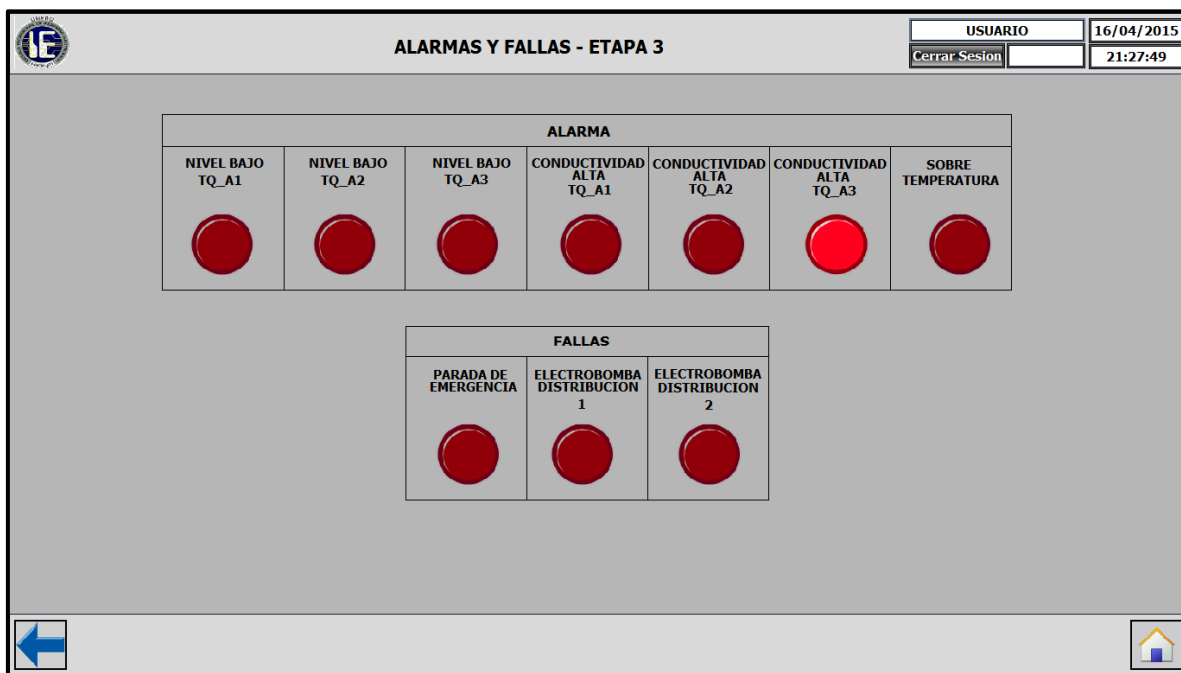 UNERG
ALARMAS Y FALLAS - ETAPA 3
USUARIO
16/04/2015
Cerrar Sesion
21:27:49
ALARMA
NIVEL BAJO
TQ_A1
NIVEL BAJO
TQ_A2
NIVEL BAJO
TQ_A3
CONDUCTIVIDAD
ALTA
TQ_A1
CONDUCTIVIDAD
ALTA
TQ_A2
CONDUCTIVIDAD
ALTA
TQ_A3
SOBRE
TEMPERATURA
FALLAS
PARADA DE
EMERGENCIA
ELECTROBOMBA
DISTRIBUCION
1
ELECTROBOMBA
DISTRIBUCION
2